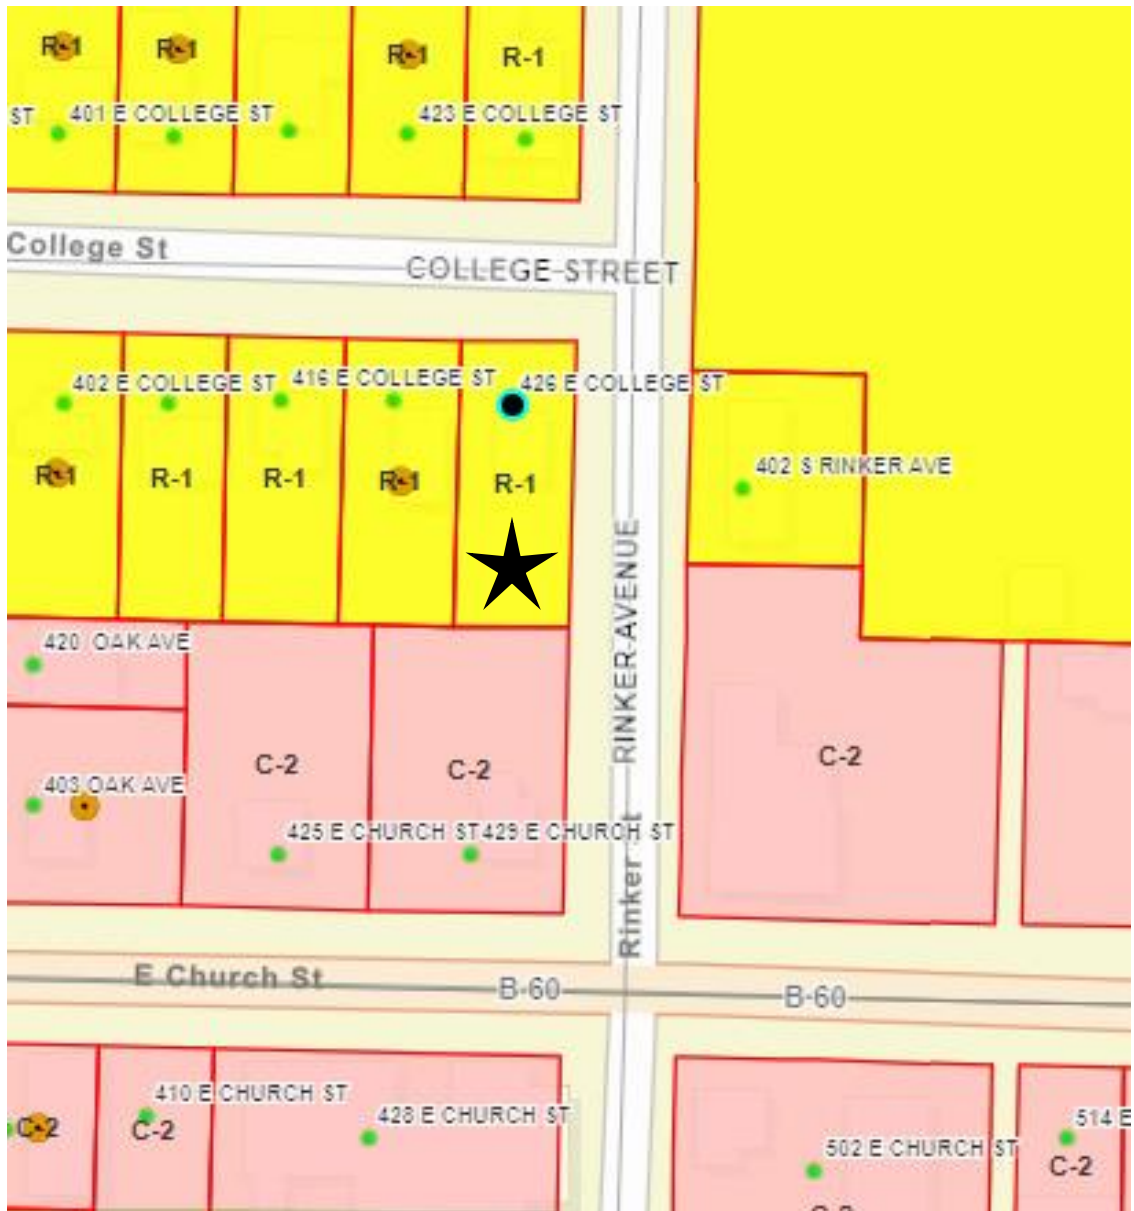 R-1
R-1
R-1
R-1
ST
401 E COLLEGE ST
423 E COLLEGE ST
College St
COLLEGE STREET
402 E COLLEGE ST
416 E COLLEGE ST
426 E COLLEGE ST
R-1
R-1
R-1
R-1
R-1
402 S RINKER AVE
RINKER AVENUE
420 OAK AVE
C-2
C-2
C-2
403 OAK AVE
425 E CHURCH ST
429 E CHURCH ST
Rinker St
E Church St
B-60
B-60
410 E CHURCH ST
428 E CHURCH ST
514 E
C-2
C-2
502 E CHURCH ST
C-2
C-2